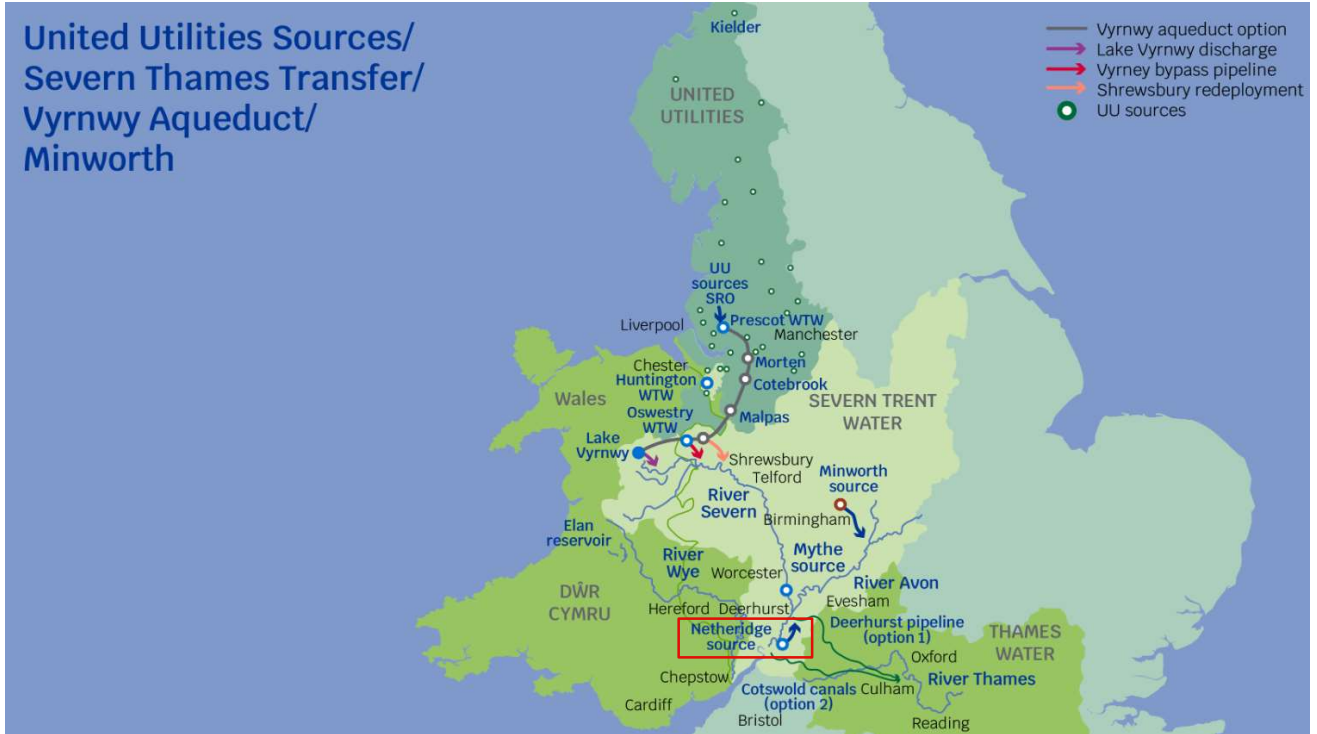 United Utilities Sources/
Severn Thames Transfer/
Vyrnwy Aqueduct/
Minworth
Kielder
Vyrnwy aqueduct option
Lake Vyrnwy discharge
Vyrney bypass pipeline
Shrewsbury redeployment
UU sources
UNITED
UTILITIES
UU
sources
SRO
Prescot WTW
Liverpool
Manchester
Morten
Chester
Huntington
WTW
Cotebrook
Wales
SEVERN TRENT
WATER
Oswestry
WTW
Malpas
Lake
Vyrnwy
Shrewsbury
Telford
Minworth
source
River
Severn
Birmingham
Elan
reservoir
River
Wye
Mythe
source
Worcester
River Avon
DŴR
CYMRU
Evesham
Hereford
Deerhurst
Netheridge
source
Deerhurst pipeline
(option 1)
THAMES
WATER
Oxford
Chepstow
River Thames
Cotswold canals
(option 2)
Culham
Cardiff
Bristol
Reading